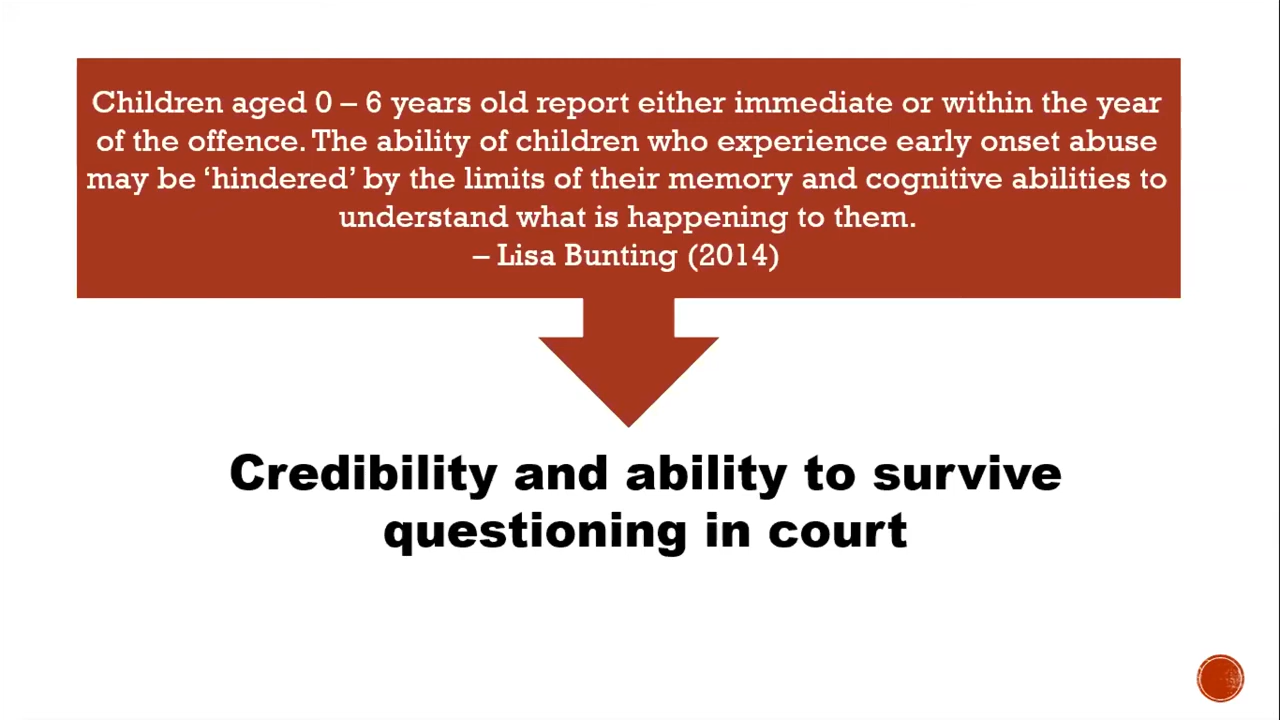 Children aged 0 – 6 years old report either immediate or within the year
of the offence. The ability of children who experience early onset abuse
may be ‘hindered’ by the limits of their memory and cognitive abilities to
understand what is happening to them.
– Lisa Bunting (2014)
Credibility and ability to survive
questioning in court